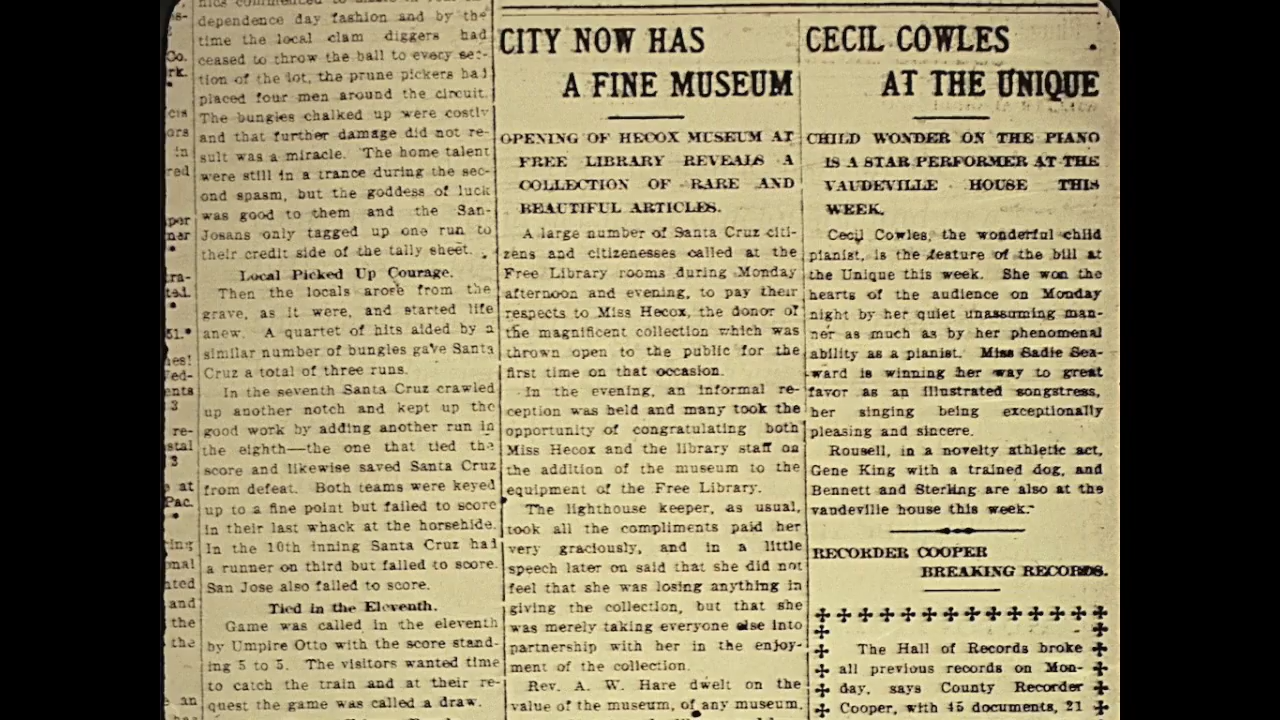 dependence day fashion and by the
time the local clam diggers had
ceased to throw the ball to every sec-
tion of the lot, the prune pickers had
placed four men around the circuit.
The bungles chalked up were costly
and that further damage did not re-
sult was a miracle. The home talent
were still in a trance during the sec-
ond spasm, but the goddess of luck
was good to them and the San-
Josans only tagged up one run to
their credit side of the tally sheet.
Local Picked Up Courage.
Then the locals arose from the
grave, as it were, and started life
anew. A quartet of hits aided by a
similar number of bungles gave Santa
Cruz a total of three runs.
In the seventh Santa Cruz crawled
up another notch and kept up the
good work by adding another run in
the eighth—the one that tied the
score and likewise saved Santa Cruz
from defeat. Both teams were keyed
up to a fine point but failed to score
in their last whack at the horsehide.
In the 10th inning Santa Cruz had
a runner on third but failed to score.
San Jose also failed to score.
Tied in the Eleventh.
Game was called in the eleventh
by Umpire Otto with the score stand-
ing 5 to 5. The visitors wanted time
to catch the train and at their re-
quest the game was called a draw.
CITY NOW HAS
A FINE MUSEUM
OPENING OF HECOX MUSEUM AT
FREE LIBRARY REVEALS A
COLLECTION OF RARE AND
BEAUTIFUL ARTICLES.
A large number of Santa Cruz citi-
zens and citizenesses called at the
Free Library rooms during Monday
afternoon and evening, to pay their
respects to Miss Hecox, the donor of
the magnificent collection which was
thrown open to the public for the
first time on that occasion.
In the evening, an informal re-
ception was held and many took the
opportunity of congratulating both
Miss Hecox and the library staff on
the addition of the museum to the
equipment of the Free Library.
The lighthouse keeper, as usual,
took all the compliments paid her
very graciously, and in a little
speech later on said that she did not
feel that she was losing anything in
giving the collection, but that she
was merely taking everyone else into
partnership with her in the enjoy-
ment of the collection.
Rev. A. W. Hare dwelt on the
value of the museum, of any museum,
CECIL COWLES
AT THE UNIQUE
CHILD WONDER ON THE PIANO
IS A STAR PERFORMER AT THE
VAUDEVILLE HOUSE THIS
WEEK.
Cecil Cowles, the wonderful child
pianist, is the feature of the bill at
the Unique this week. She won the
hearts of the audience on Monday
night by her quiet unassuming man-
ner as much as by her phenomenal
ability as a pianist. Miss Sadie Sea-
ward is winning her way to great
favor as an illustrated songstress,
her singing being exceptionally
pleasing and sincere.
Rousell, in a novelty athletic act,
Gene King with a trained dog, and
Bennett and Sterling are also at the
vaudeville house this week.
RECORDER COOPER
BREAKING RECORDS.
The Hall of Records broke
all previous records on Mon-
day, says County Recorder
Cooper, with 45 documents, 21